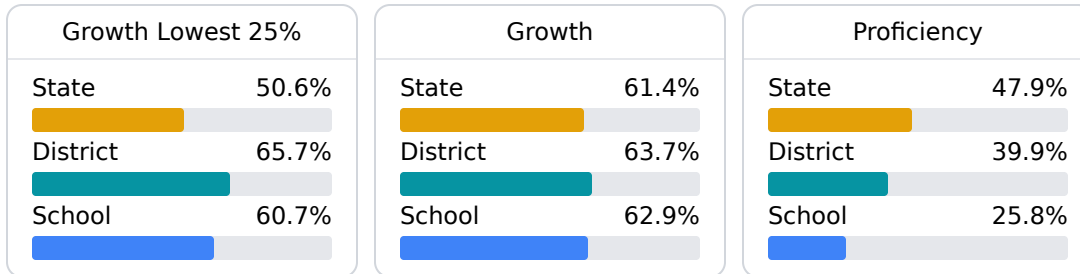 Growth Lowest 25%
State 50.6%
District 65.7%
School 60.7%
Growth
State 61.4%
District 63.7%
School 62.9%
Proficiency
State 47.9%
District 39.9%
School 25.8%